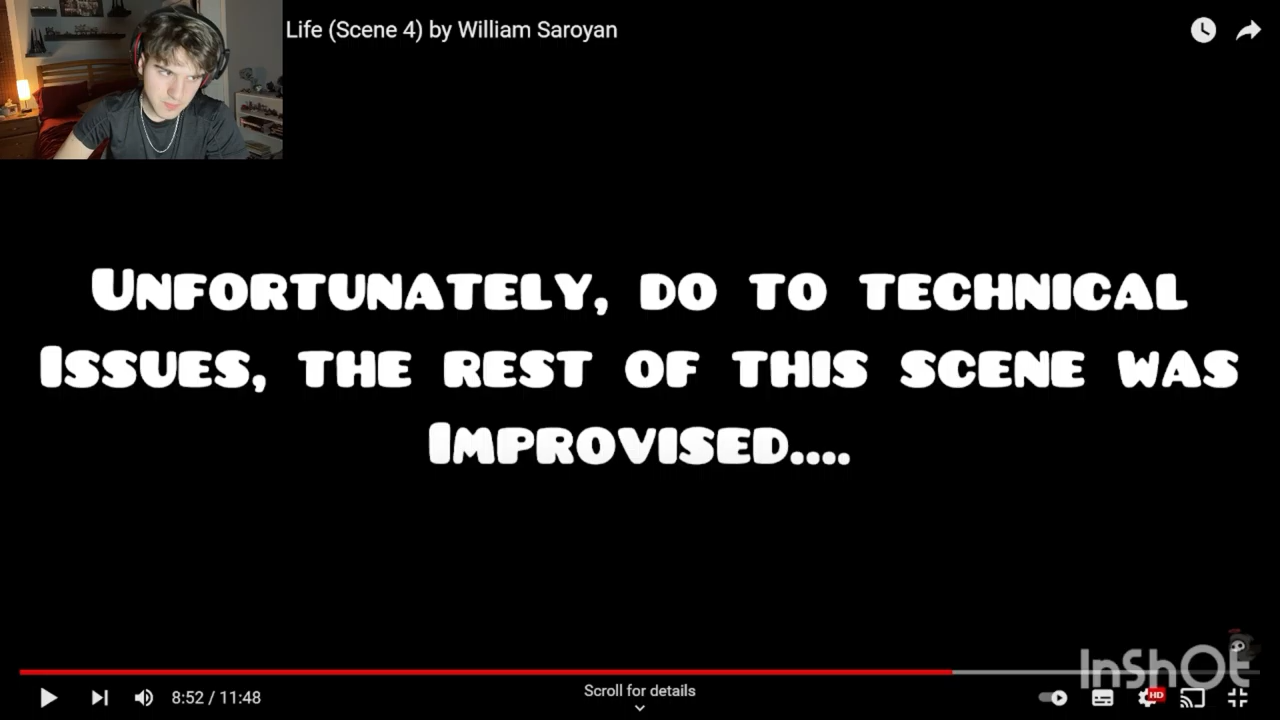 Life (Scene 4) by William Saroyan
Unfortunately, do to technical
Issues, the rest of this scene was
Improvised....
InShOt
HD
8:52 / 11:48
Scroll for details